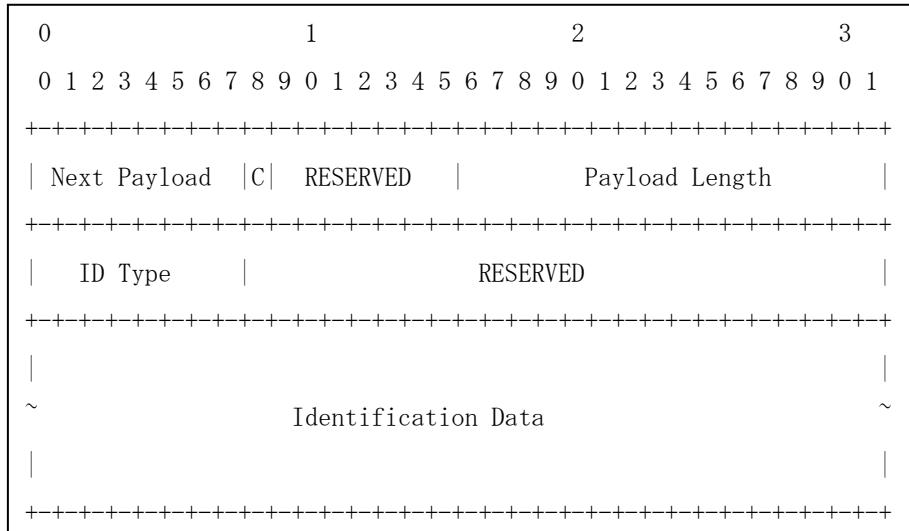 0 1 2 3
0 1 2 3 4 5 6 7 8 9 0 1 2 3 4 5 6 7 8 9 0 1 2 3 4 5 6 7 8 9 0 1
+-+-+-+-+-+-+-+-+-+-+-+-+-+-+-+-+-+-+-+-+-+-+-+-+-+-+-+-+-+-+-+-+
| Next Payload |C| RESERVED | Payload Length |
+-+-+-+-+-+-+-+-+-+-+-+-+-+-+-+-+-+-+-+-+-+-+-+-+-+-+-+-+-+-+-+-+
| ID Type | RESERVED |
+-+-+-+-+-+-+-+-+-+-+-+-+-+-+-+-+-+-+-+-+-+-+-+-+-+-+-+-+-+-+-+-+
| |
~ Identification Data ~
| |
+-+-+-+-+-+-+-+-+-+-+-+-+-+-+-+-+-+-+-+-+-+-+-+-+-+-+-+-+-+-+-+-+